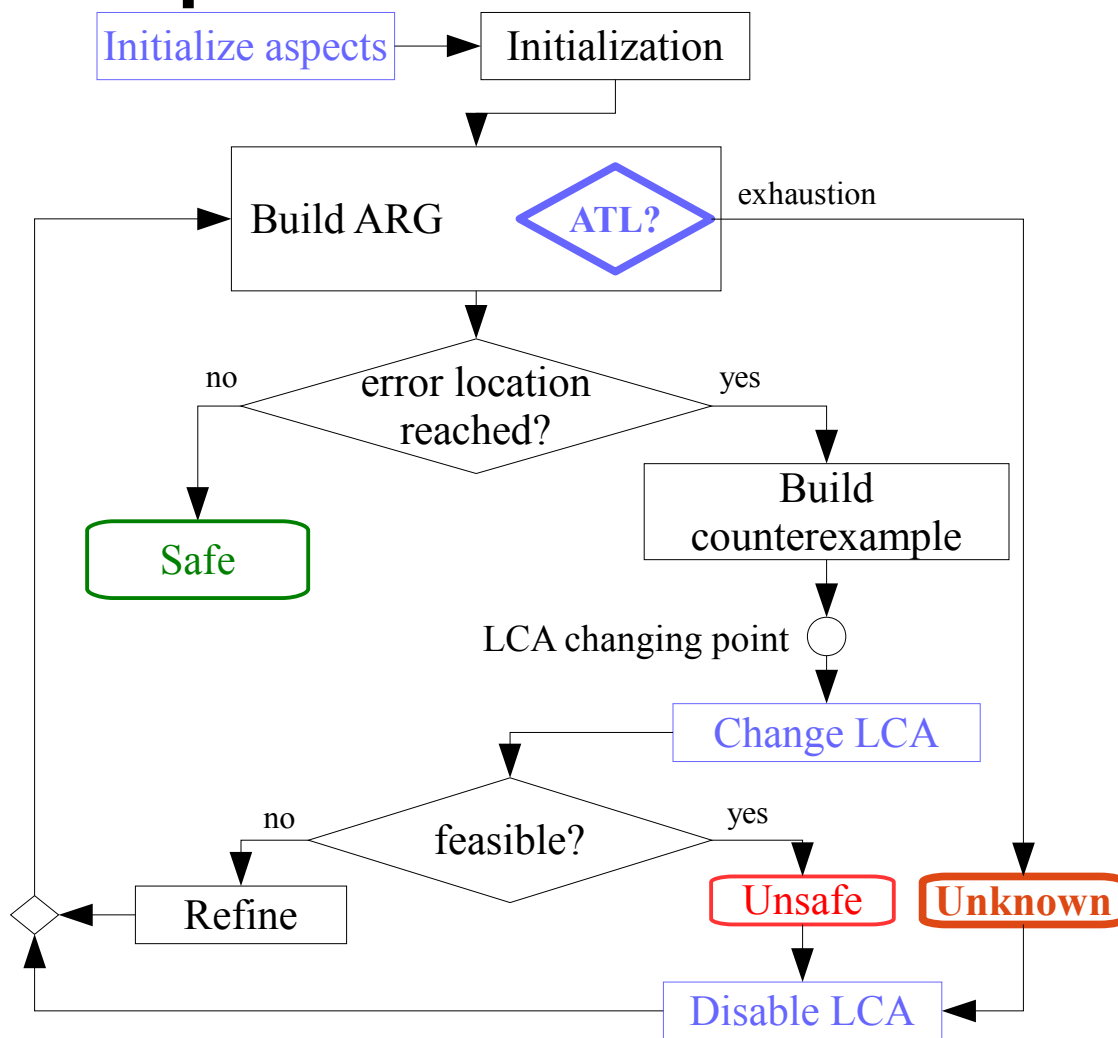 Initialize aspects
Initialization
Build ARG
ATL?
exhaustion
no
error location
reached?
yes
Safe
Build
counterexample
LCA changing point
Change LCA
no
feasible?
yes
Refine
Unsafe
Unknown
Disable LCA